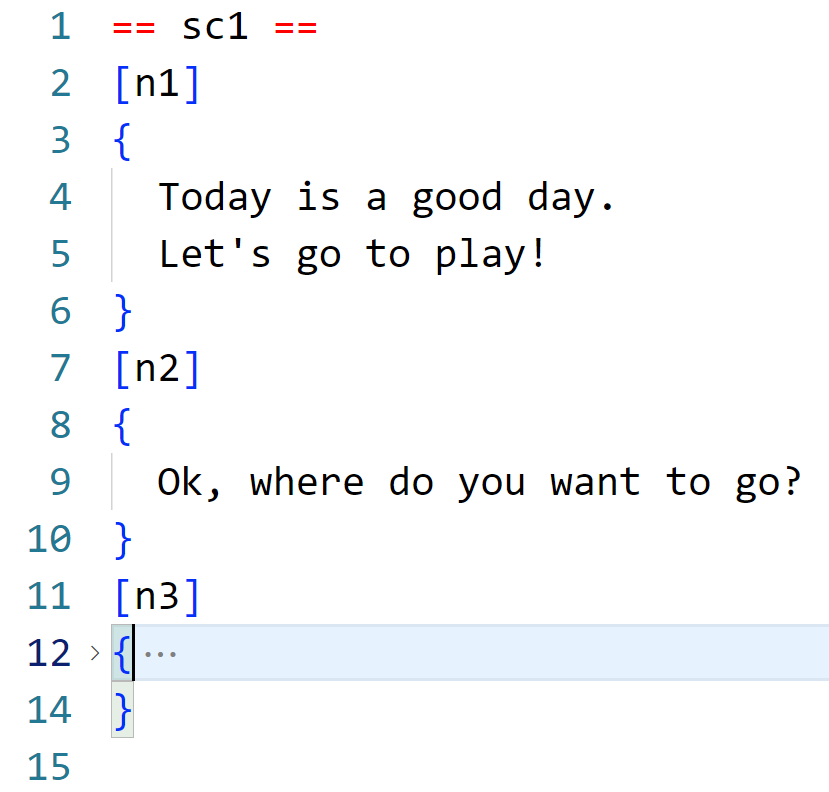 1 == sc1 ==
2 [n1]
3 {
4 Today is a good day.
5 Let's go to play!
6 }
7 [n2]
8 {
9 Ok, where do you want to go?
10 }
11 [n3]
12 > {···
14 }
15